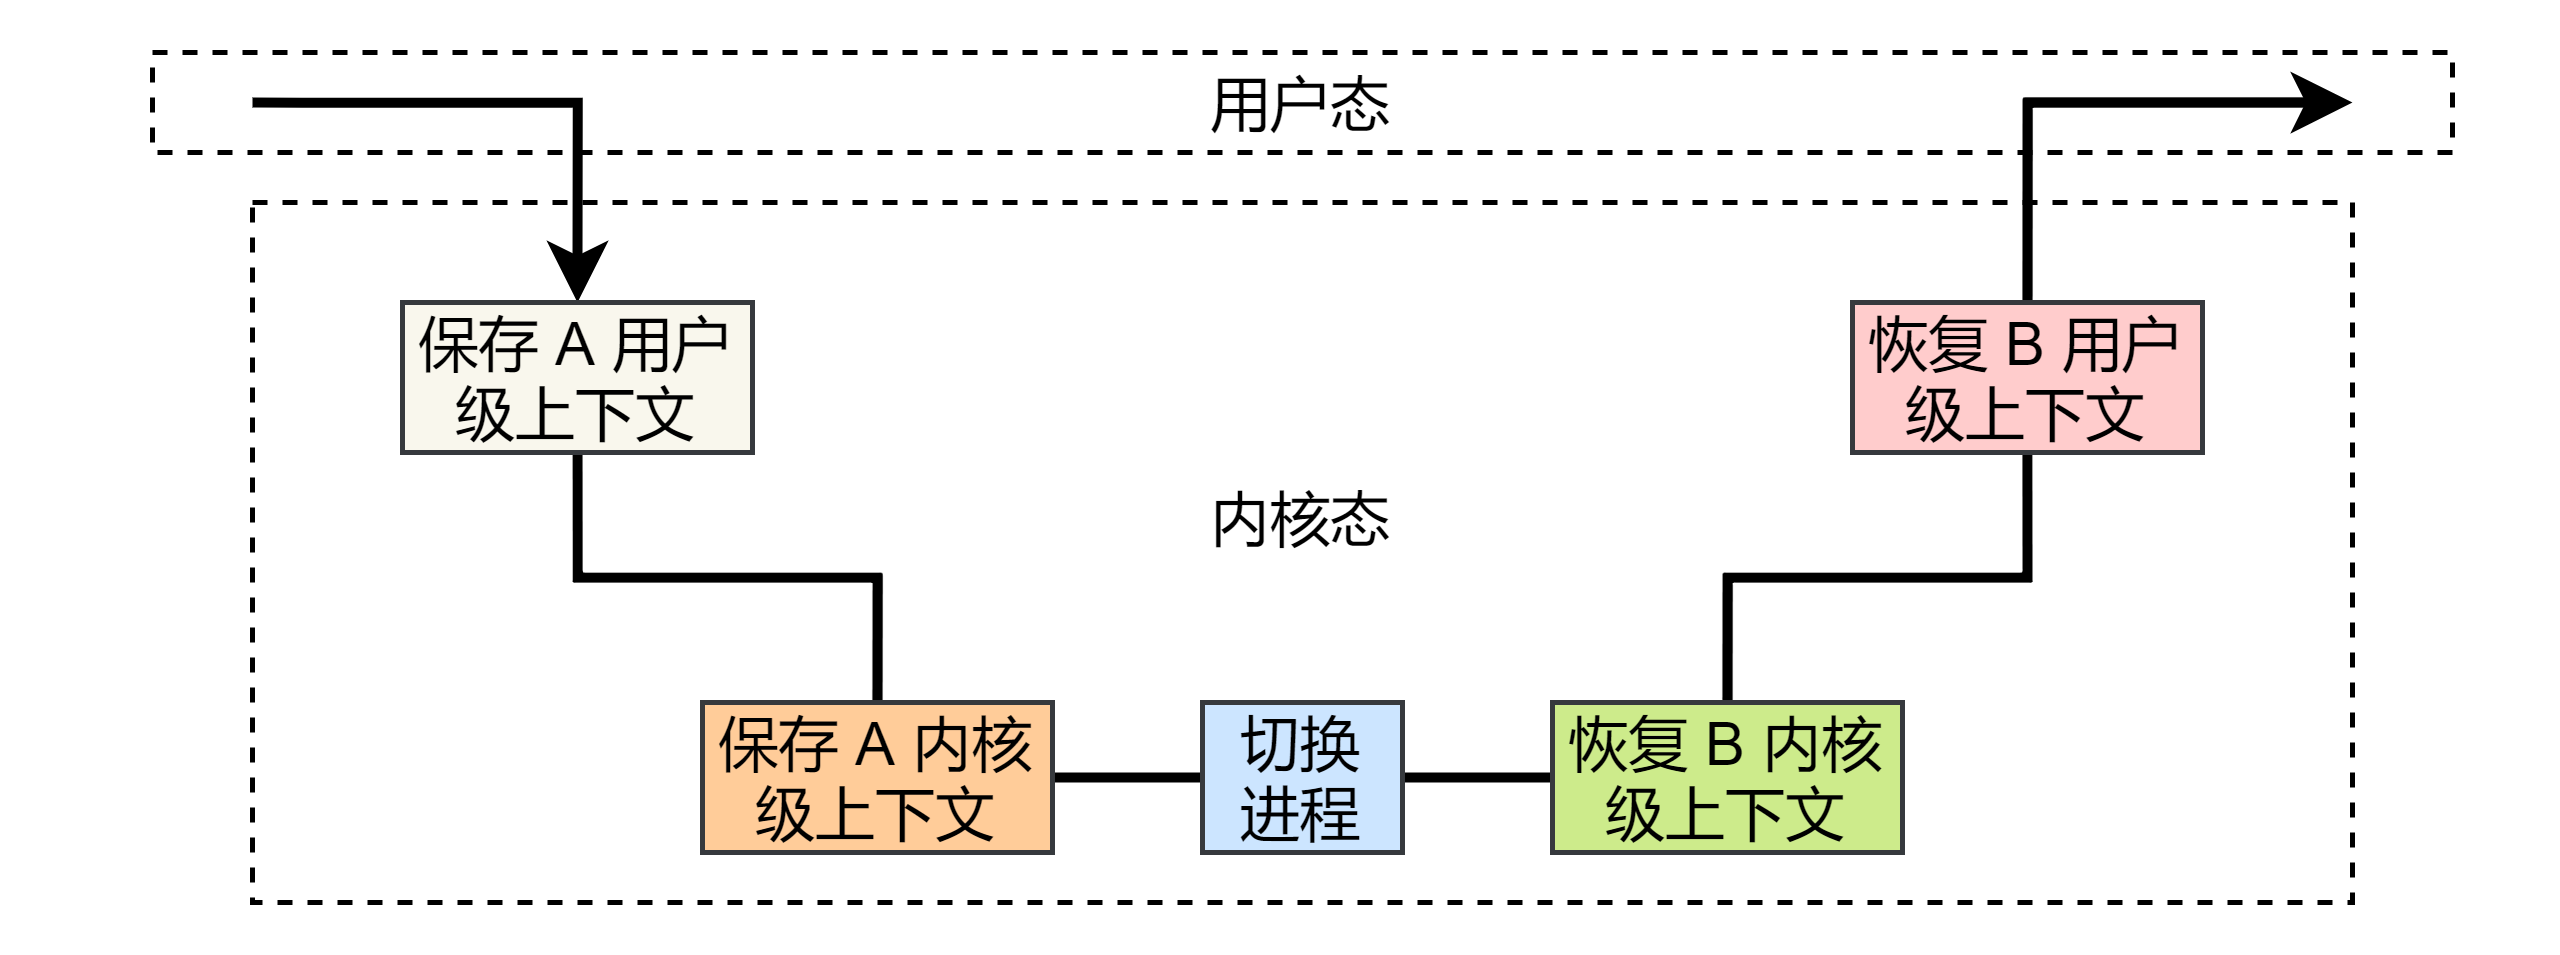 用户态
保存 A 用户
级上下文
恢复 B 用户
级上下文
内核态
保存 A 内核
级上下文
切换
进程
恢复 B 内核
级上下文